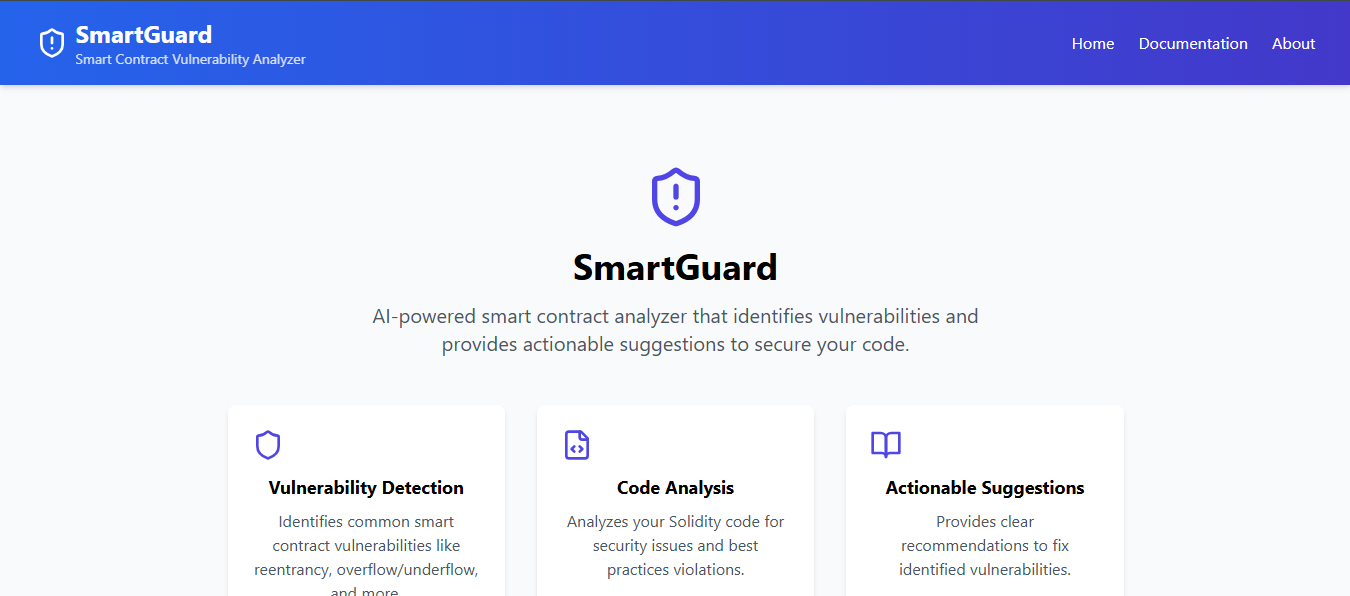 SmartGuard
Smart Contract Vulnerability Analyzer
Home Documentation About
SmartGuard
AI-powered smart contract analyzer that identifies vulnerabilities and
provides actionable suggestions to secure your code.
Vulnerability Detection
Identifies common smart
contract vulnerabilities like
reentrancy, overflow/underflow,
and more.
Code Analysis
Analyzes your Solidity code for
security issues and best
practices violations.
Actionable Suggestions
Provides clear
recommendations to fix
identified vulnerabilities.